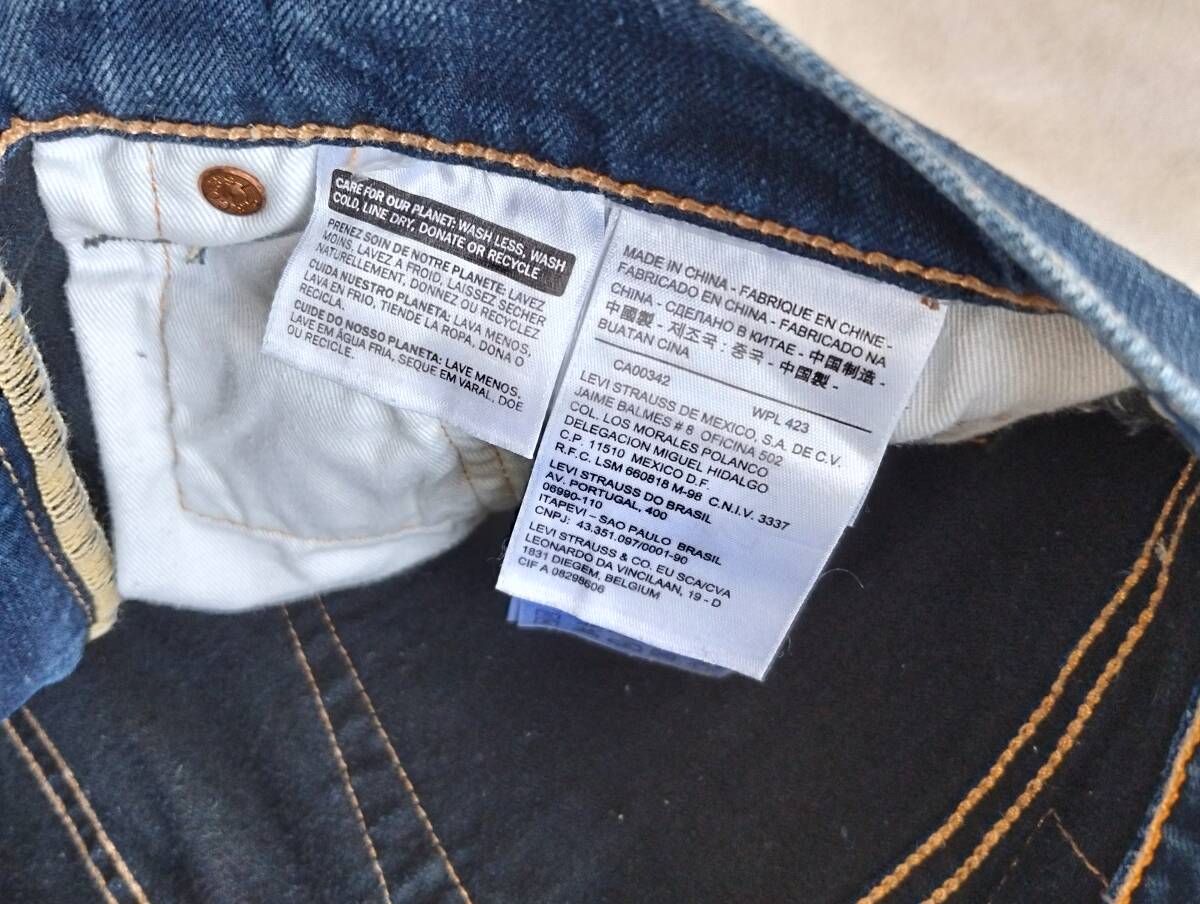 CARE FOR OUR PLANET: WASH LESS, WASH
COLD, LINE DRY, DONATE OR RECYCLE
PRENEZ SOIN DE NOTRE PLANETE: LAVEZ
MOINS, LAVEZ A FROID, LAISSEZ SÉCHER
NATURELLEMENT, DONNEZ OU RECYCLEZ
CUIDA NUESTRO PLANETA: LAVA MENOS,
LAVA EN FRIO, TIENDE LA ROPA, DONA O
RECICLA.
CUIDE DO NOSSO PLANETA: LAVE MENOS,
LAVE EM ÁGUA FRIA, SEQUE EM VARAL, DOE
OU RECICLE.
MADE IN CHINA - FABRIQUE EN CHINE -
FABRICADO EN CHINA - FABRICADO NA
CHINA - СДЕЛАНО В КИТАЕ - 中国制造 -
中國製 - 제조국 : 중국 - 中国製 -
BUATAN CINA
CA00342 WPL 423
LEVI STRAUSS DE MEXICO, S.A. DE C.V.
JAIME BALMES # 8 OFICINA 502
COL. LOS MORALES POLANCO
DELEGACION MIGUEL HIDALGO
C.P. 11510 MEXICO D.F.
R.F.C. LSM 660818 M-98 C.N.I.V. 3337
LEVI STRAUSS DO BRASIL
AV. PORTUGAL, 400
06990-110
ITAPEVI – SAO PAULO BRASIL
CNPJ: 43.351.097/0001-90
LEVI STRAUSS & CO. EU SCA/CVA
LEONARDO DA VINCILAAN, 19 - D
1831 DIEGEM, BELGIUM
CIF A 08298606